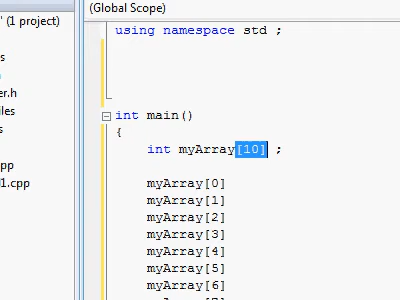 ' (1 project)
s
er.h
iles
s
pp
1.cpp
(Global Scope)
using namespace std ;
int main()
{
int myArray[10] ;
myArray[0]
myArray[1]
myArray[2]
myArray[3]
myArray[4]
myArray[5]
myArray[6]